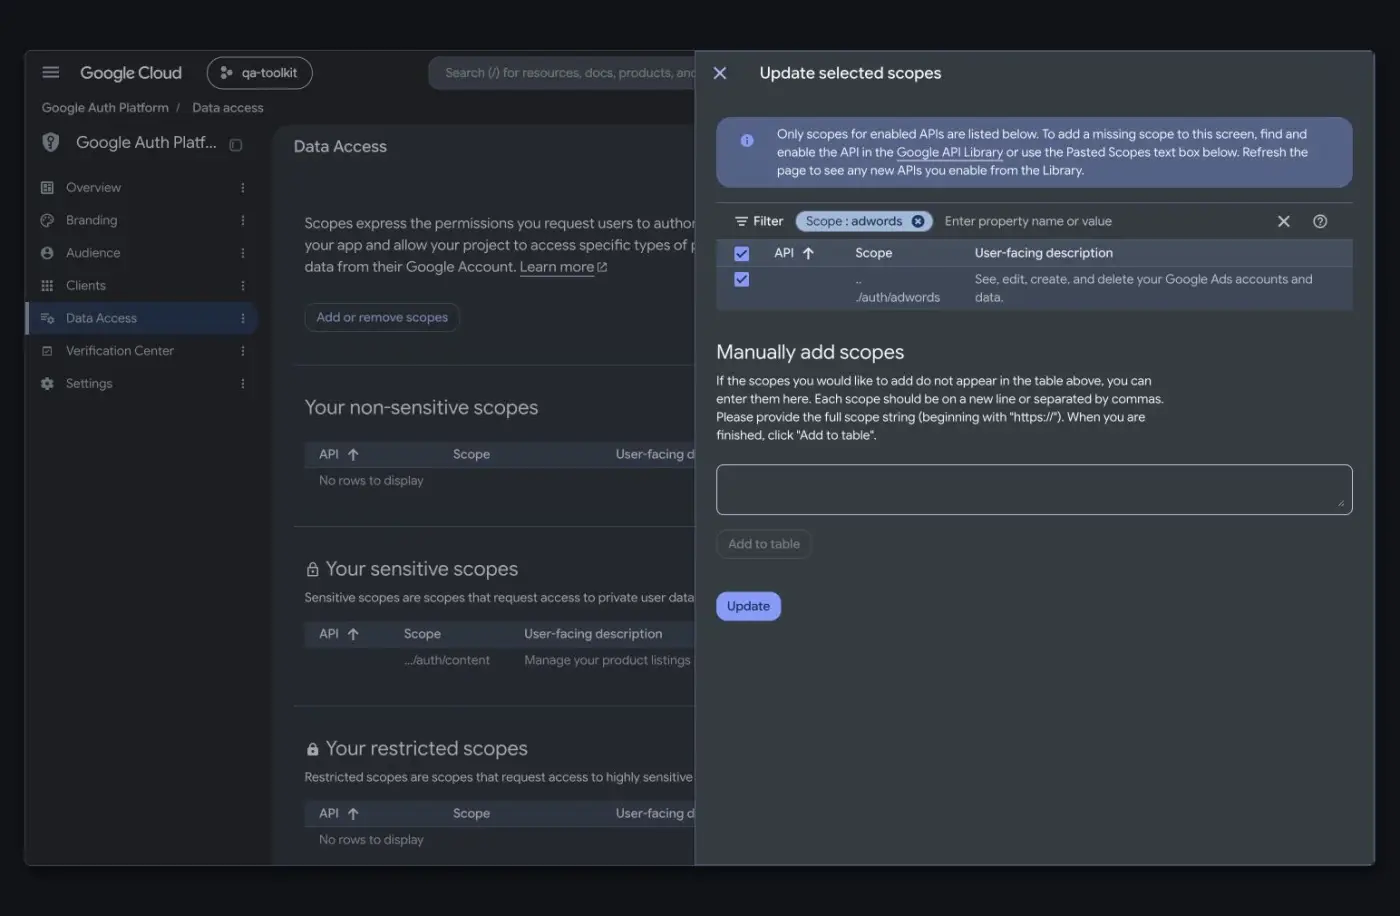 Google Cloud
qa-toolkit
Search (/) for resources, docs, products, and
Google Auth Platform / Data access
Google Auth Platf...
Overview
Branding
Audience
Clients
Data Access
Verification Center
Settings
Data Access
Scopes express the permissions you request users to author
your app and allow your project to access specific types of p
data from their Google Account. Learn more
Add or remove scopes
Your non-sensitive scopes
API Scope User-facing d
No rows to display
Your sensitive scopes
Sensitive scopes are scopes that request access to private user data
API Scope User-facing description
.../auth/content Manage your product listings
Your restricted scopes
Restricted scopes are scopes that request access to highly sensitive
API Scope User-facing d
No rows to display
Update selected scopes
Only scopes for enabled APIs are listed below. To add a missing scope to this screen, find and
enable the API in the Google API Library or use the Pasted Scopes text box below. Refresh the
page to see any new APIs you enable from the Library.
Filter Scope : adwords Enter property name or value
API Scope User-facing description
.. See, edit, create, and delete your Google Ads accounts and
./auth/adwords data.
Manually add scopes
If the scopes you would like to add do not appear in the table above, you can
enter them here. Each scope should be on a new line or separated by commas.
Please provide the full scope string (beginning with "https://"). When you are
finished, click "Add to table".
Add to table
Update